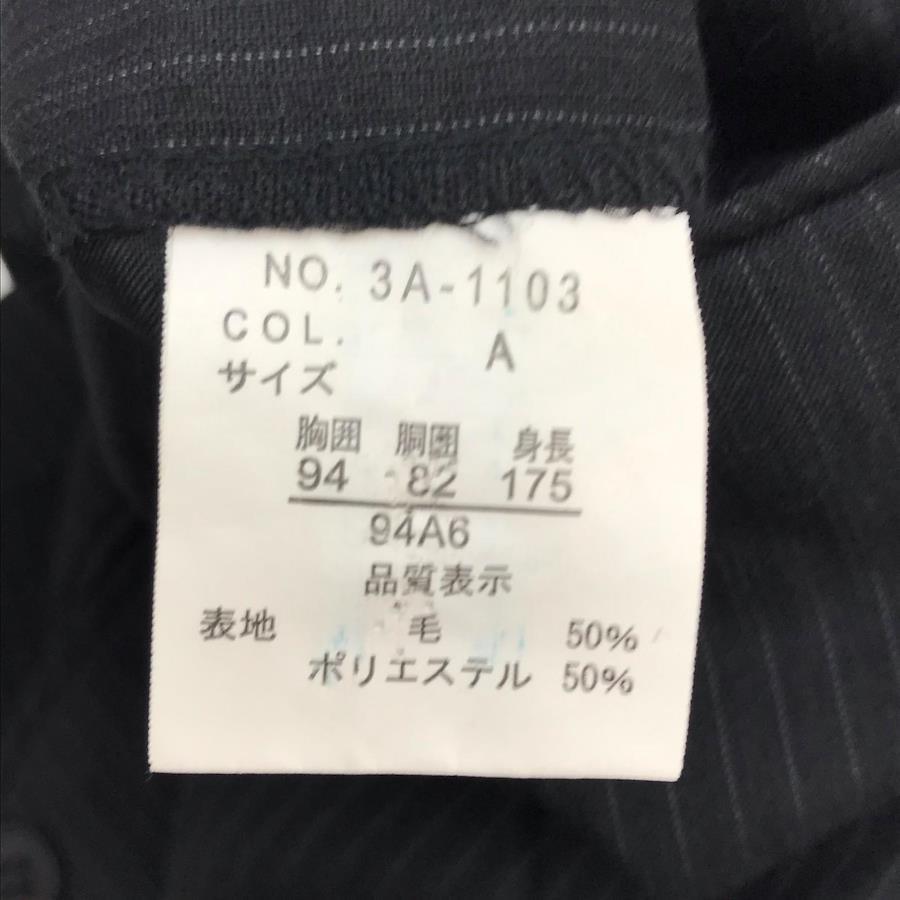 NO. 3A-1103
COL. A
サイズ
胸囲 胴囲 身長
94 82 175
94A6
品質表示
表地 毛 50%
ポリエステル 50%